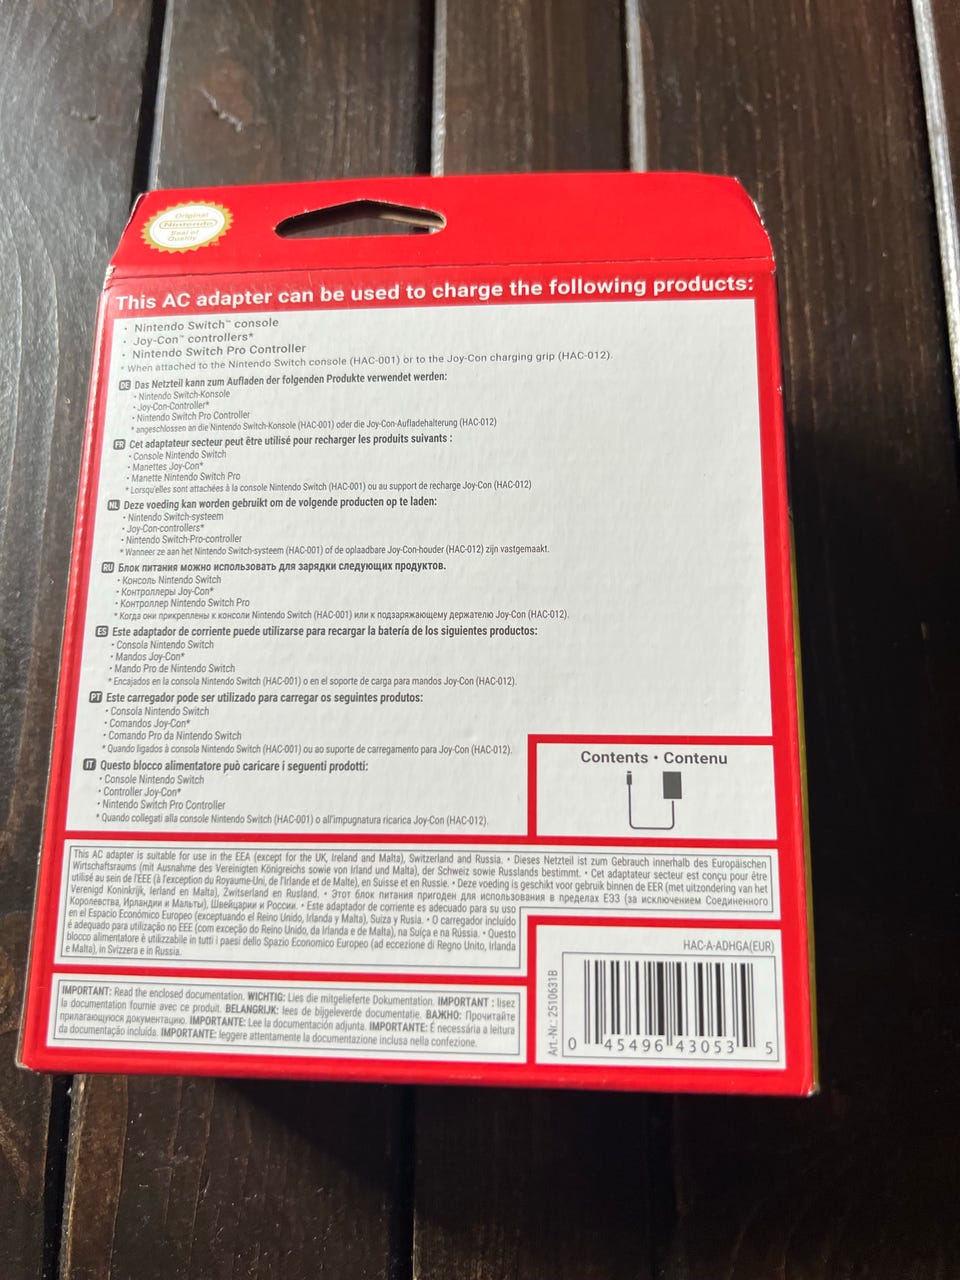 Original
Nintendo
Seal of
Quality
This AC adapter can be used to charge the following products:
• Nintendo Switch™ console
• Joy-Con™ controllers*
• Nintendo Switch Pro Controller
* When attached to the Nintendo Switch console (HAC-001) or to the Joy-Con charging grip (HAC-012).
DE Das Netzteil kann zum Aufladen der folgenden Produkte verwendet werden:
• Nintendo Switch-Konsole
• Joy-Con-Controller*
• Nintendo Switch Pro Controller
* angeschlossen an die Nintendo Switch-Konsole (HAC-001) oder die Joy-Con-Aufladehalterung (HAC-012)
FR Cet adaptateur secteur peut être utilisé pour recharger les produits suivants :
• Console Nintendo Switch
• Manettes Joy-Con*
• Manette Nintendo Switch Pro
* Lorsqu'elles sont attachées à la console Nintendo Switch (HAC-001) ou au support de recharge Joy-Con (HAC-012)
NL Deze voeding kan worden gebruikt om de volgende producten op te laden:
• Nintendo Switch-systeem
• Joy-Con-controllers*
• Nintendo Switch-Pro-controller
* Wanneer ze aan het Nintendo Switch-systeem (HAC-001) of de oplaadbare Joy-Con-houder (HAC-012) zijn vastgemaakt.
RU Блок питания можно использовать для зарядки следующих продуктов.
• Консоль Nintendo Switch
• Контроллеры Joy-Con*
• Контроллер Nintendo Switch Pro
* Когда они прикреплены к консоли Nintendo Switch (HAC-001) или к подзаряжающему держателю Joy-Con (HAC-012).
ES Este adaptador de corriente puede utilizarse para recargar la batería de los siguientes productos:
• Consola Nintendo Switch
• Mandos Joy-Con*
• Mando Pro de Nintendo Switch
* Encajados en la consola Nintendo Switch (HAC-001) o en el soporte de carga para mandos Joy-Con (HAC-012).
PT Este carregador pode ser utilizado para carregar os seguintes produtos:
• Consola Nintendo Switch
• Comandos Joy-Con*
• Comando Pro da Nintendo Switch
* Quando ligados à consola Nintendo Switch (HAC-001) ou ao suporte de carregamento para Joy-Con (HAC-012).
IT Questo blocco alimentatore può caricare i seguenti prodotti:
• Console Nintendo Switch
• Controller Joy-Con*
• Nintendo Switch Pro Controller
* Quando collegati alla console Nintendo Switch (HAC-001) o all'impugnatura ricarica Joy-Con (HAC-012).
Contents • Contenu
This AC adapter is suitable for use in the EEA (except for the UK, Ireland and Malta), Switzerland and Russia. • Dieses Netzteil ist zum Gebrauch innerhalb des Europäischen
Wirtschaftsraums (mit Ausnahme des Vereinigten Königreichs sowie von Irland und Malta), der Schweiz sowie Russlands bestimmt. • Cet adaptateur secteur est conçu pour être
utilisé au sein de l'EEE (à l'exception du Royaume-Uni, de l'Irlande et de Malte), en Suisse et en Russie. • Deze voeding is geschikt voor gebruik binnen de EER (met uitzondering van het
Verenigd Koninkrijk, Ierland en Malta), Zwitserland en Rusland. • Этот блок питания пригоден для использования в пределах ЕЭЗ (за исключением Соединенного
Королевства, Ирландии и Мальты), Швейцарии и России. • Este adaptador de corriente es adecuado para su uso
en el Espacio Económico Europeo (exceptuando el Reino Unido, Irlanda y Malta), Suiza y Rusia. • O carregador incluído
é adequado para utilização no EEE (com exceção do Reino Unido, da Irlanda e de Malta), na Suíça e na Rússia. • Questo
blocco alimentatore è utilizzabile in tutti i paesi dello Spazio Economico Europeo (ad eccezione di Regno Unito, Irlanda
e Malta), in Svizzera e in Russia.
IMPORTANT: Read the enclosed documentation. WICHTIG: Lies die mitgelieferte Dokumentation. IMPORTANT : lisez
la documentation fournie avec ce produit. BELANGRIJK: lees de bijgeleverde documentatie. ВАЖНО: Прочитайте
прилагающуюся документацию. IMPORTANTE: Lee la documentación adjunta. IMPORTANTE: É necessária a leitura
da documentação incluída. IMPORTANTE: leggere attentamente la documentazione inclusa nella confezione.
HAC-A-ADHGA(EUR)
Art.-Nr.: 2510631B
0 45496 43053 5